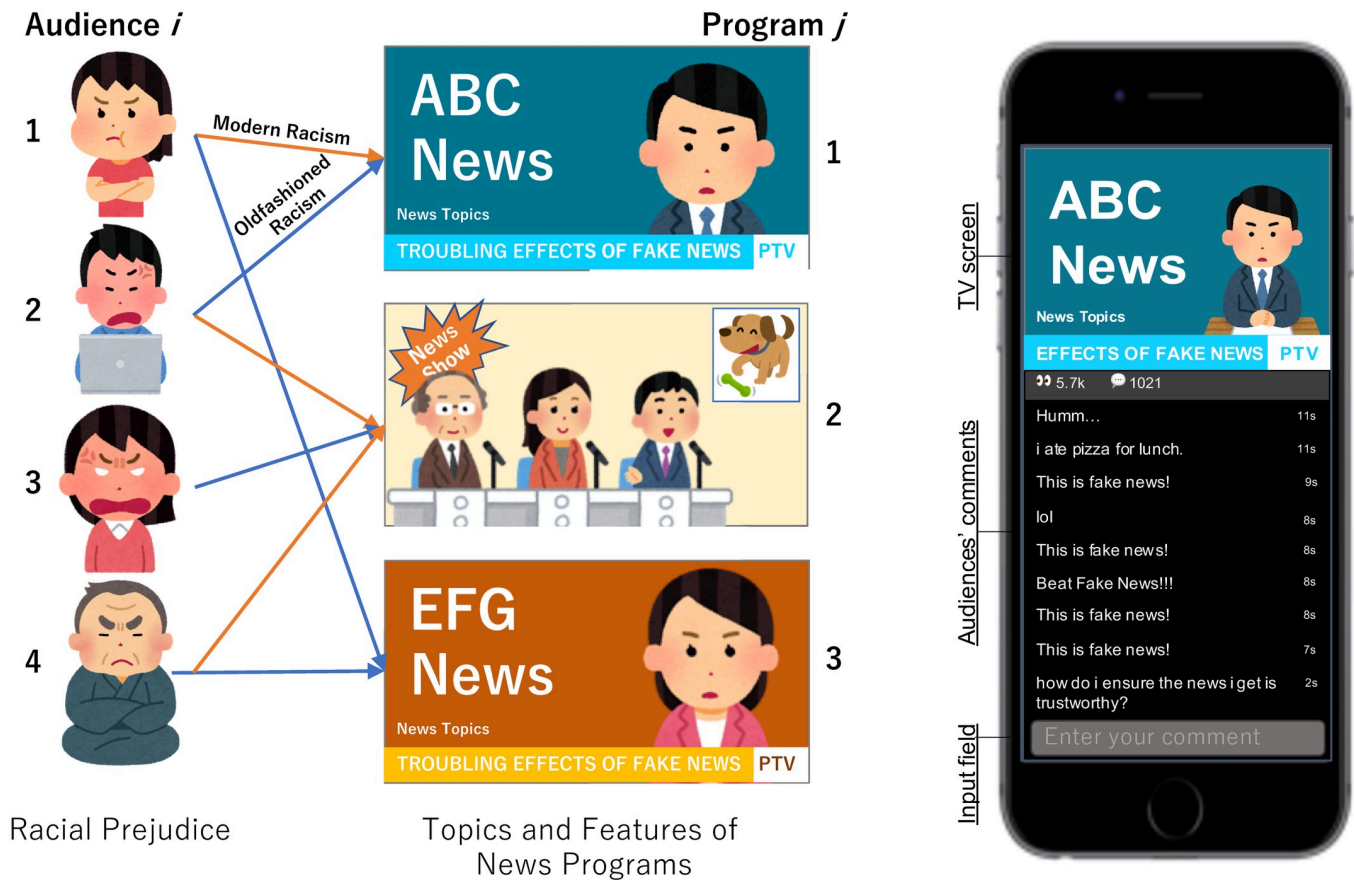 Audience i
Program j
1
2
3
4
Modern Racism
Oldfashioned
Racism
ABC
News
News Topics
TROUBLING EFFECTS OF FAKE NEWS
PTV
1
News
Show
2
EFG
News
News Topics
TROUBLING EFFECTS OF FAKE NEWS
PTV
3
Racial Prejudice
Topics and Features of
News Programs
TV screen
Audiences' comments
Input field
ABC
News
News Topics
EFFECTS OF FAKE NEWS
PTV
5.7k 1021
Humm... 11s
i ate pizza for lunch. 11s
This is fake news! 9s
lol 8s
This is fake news! 8s
Beat Fake News!!! 8s
This is fake news! 8s
This is fake news! 7s
how do i ensure the news i get is 2s
trustworthy?
Enter your comment